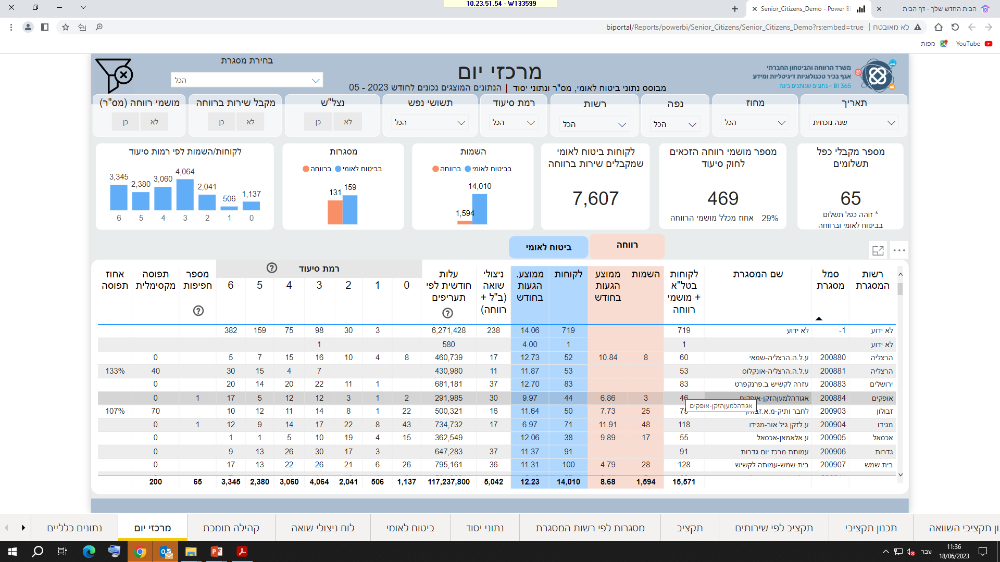 10.23.51.54 - W133599
הבית החדש שלך - דף הבית
Senior_Citizens_Demo - Power BI
לא מאובטח
biportal/Reports/powerbi/Senior_Citizens/Senior_Citizens_Demo?rs:embed=true
YouTube
מפות
משרד הרווחה והביטחון החברתי
אגף בכיר טכנולוגיות דיגיטליות ומידע
BI 365 - נתונים שנותנים בינה
מרכזי יום
מבוסס נתוני ביטוח לאומי, מס"ר ונתוני יסוד | הנתונים המוצגים נכונים לחודש 2023 - 05
בחירת מסגרת
הכל
תאריך
שנה נוכחית
מחוז
הכל
נפה
הכל
רשות
הכל
רמת סיעוד
הכל
תשושי נפש
הכל
נצל"ש
לא כן
מקבל שירות ברווחה
לא כן
מושמי רווחה (מס"ר)
לא כן
מספר מקבלי כפל
תשלומים
65
* זוהה כפל תשלום
בביטוח לאומי וברווחה
מספר מושמי רווחה הזכאים
לחוק סיעוד
469
אחוז מכלל מושמי הרווחה 29%
לקוחות ביטוח לאומי
שמקבלים שירות ברווחה
7,607
השמות
בביטוח לאומי ברווחה
14,010
1,594
מסגרות
בביטוח לאומי ברווחה
131 159
לקוחות/השמות לפי רמות סיעוד
3,345 2,380 3,060 4,064 2,041 506 1,137
6 5 4 3 2 1 0
רווחה
ביטוח לאומי
רשות המסגרת
סמל מסגרת
שם המסגרת
לקוחות בטל"א + מושמי רווחה
השמות
ממוצע הגעות בחודש
לקוחות
ממוצע. הגעות בחודש
ניצולי שואה (ב"ל + רווחה)
עלות חודשית לפי תעריפים
רמת סיעוד
0 1 2 3 4 5 6
מספר חפיפות
תפוסה מקסימלית
אחוז תפוסה
לא ידוע -1 לא ידוע 719 719 14.06 238 6,271,428 3 30 98 75 159 382
לא ידוע 1 1 4.00 580 1
הרצליה 200880 ע.ל.ה.הרצליה-שמאי 60 8 10.84 52 12.73 17 460,739 8 4 10 16 15 7 5 0
הרצליה 200881 ע.ל.ה.הרצליה-אונקלוס 53 53 11.87 11 430,980 7 4 15 30 40 133%
ירושלים 200883 עזרה לקשיש ב.פרנקפרט 83 83 12.70 37 681,181 1 11 22 20 14 20 0
אופקים 200884 אגודהלמעןהזקן-אופקים 46 3 6.86 44 9.97 30 291,985 2 1 3 12 12 5 17 1 0
אגודהלמעןהזקן-אופקים
זבולון 200903 לחבר ותיק-מ.א. 25 7.73 50 11.64 16 500,321 22 1 8 14 11 12 10 70 107%
מגידו 200904 ע.לזקן גיל אור-מגידו 118 48 11.91 71 6.97 17 734,732 43 8 22 17 14 9 12 1 0
אכסאל 200905 ע.אלאמאן-אכסאל 55 17 9.89 38 12.06 362,549 15 4 19 10 5 1 1 0
גדרות 200906 עמותת מרכז יום גדרות 91 91 11.37 37 647,283 3 17 30 26 13 9 0
בית שמש 200907 בית שמש-עמותה לקשיש 128 28 4.79 100 11.31 36 795,161 26 6 21 26 22 13 17 0
15,571 1,594 8.68 14,010 12.23 5,042 117,237,800 1,137 506 2,041 4,064 3,060 2,380 3,345 65 200
נתונים כלליים
מרכזי יום
קהילה תומכת
לוח ניצולי שואה
ביטוח לאומי
נתוני יסוד
מסגרות לפי רשות המסגרת
תקציב
תקציב לפי שירותים
תכנון תקציבי
תקציבי השוואה
עבר
11:36
18/06/2023